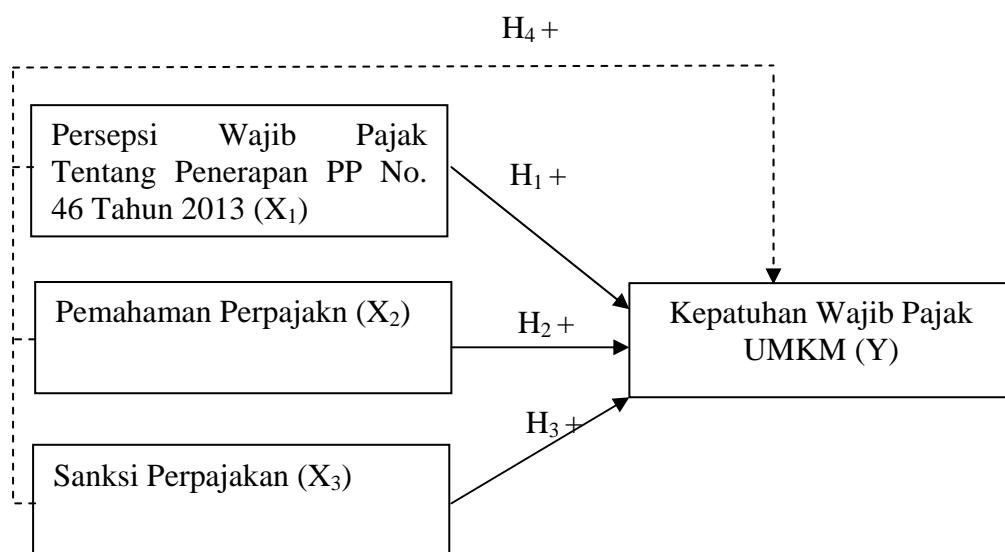 H₄ +
Persepsi Wajib Pajak
Tentang Penerapan PP No.
46 Tahun 2013 (X₁)
H₁ +
Pemahaman Perpajakn (X₂)
H₂ +
Kepatuhan Wajib Pajak
UMKM (Y)
H₃ +
Sanksi Perpajakan (X₃)